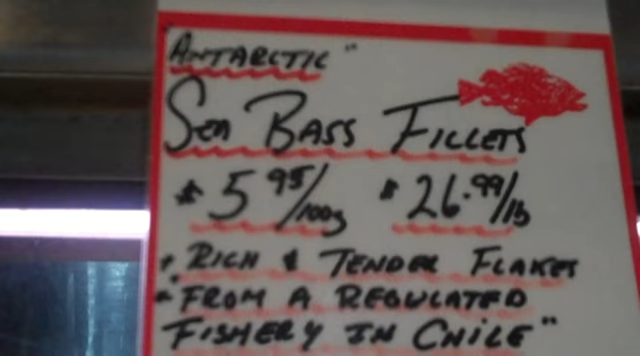 "ANTARCTIC"
SEA BASS FILLETS
$5.95/100g $26.99/lb
• RICH & TENDER FLAKES
• "FROM A REGULATED
FISHERY IN CHILE"